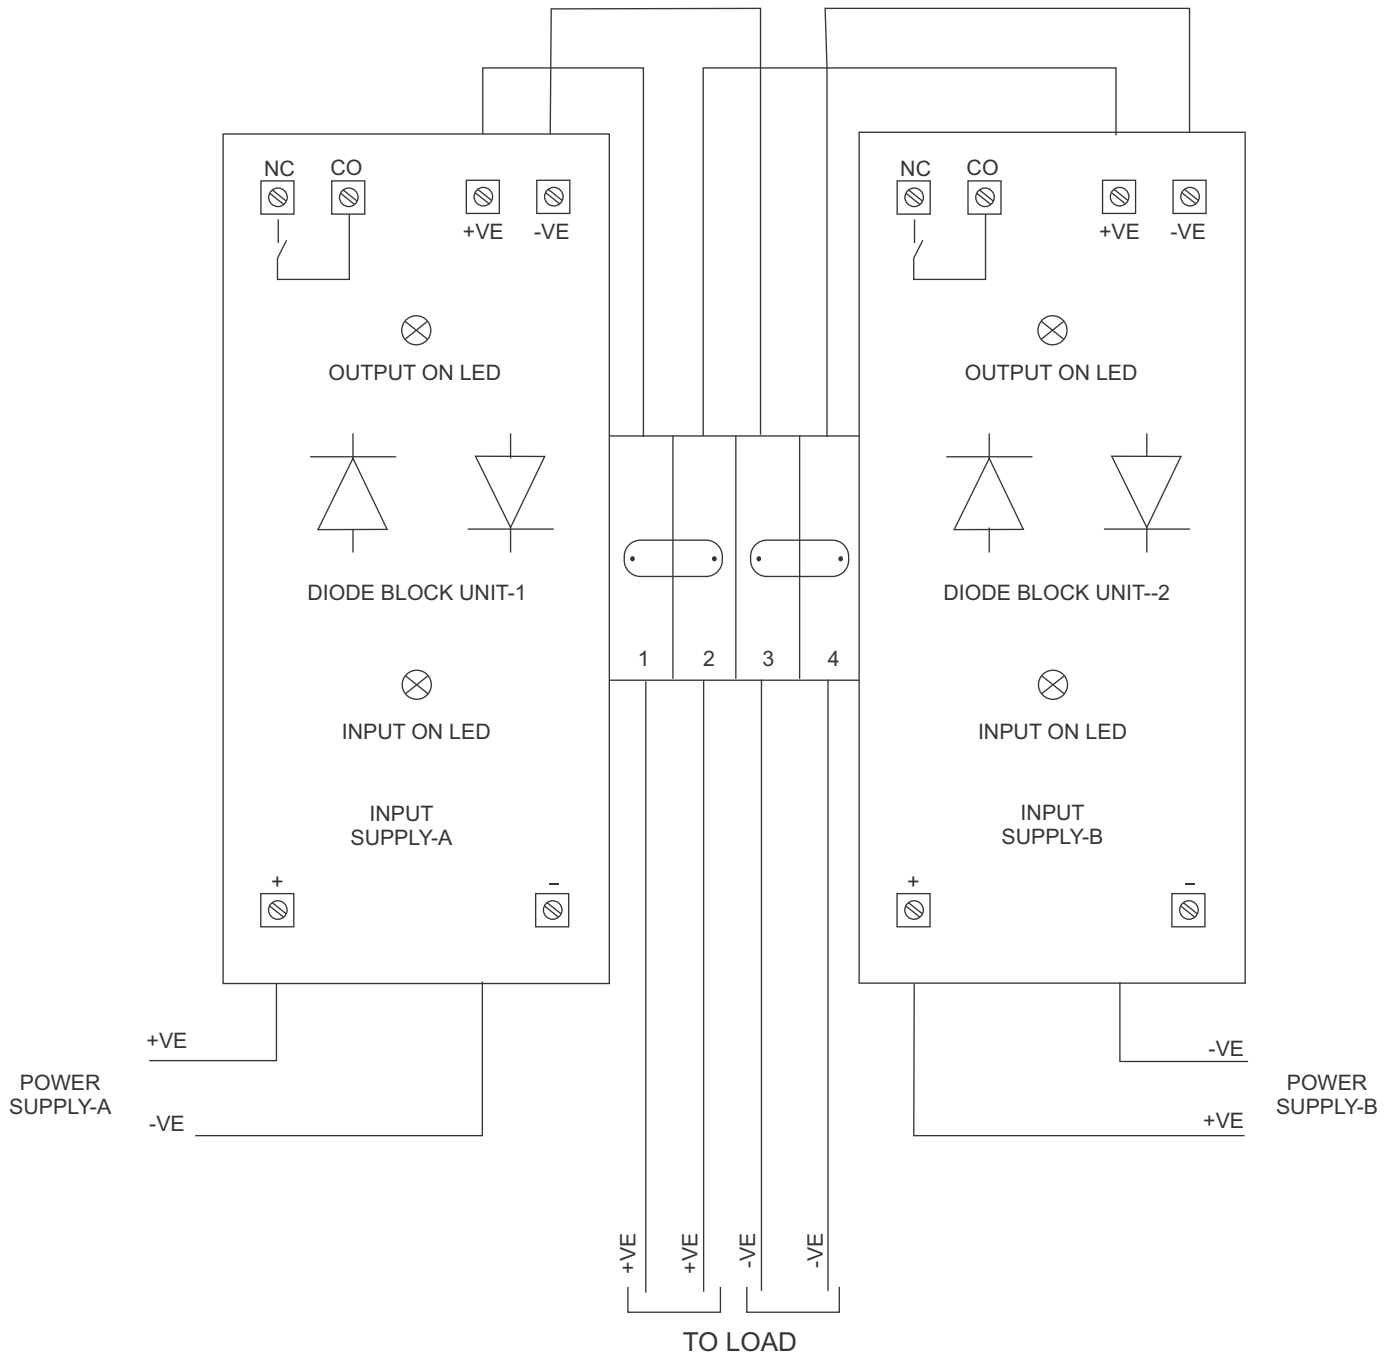 NC CO
+VE -VE
OUTPUT ON LED
DIODE BLOCK UNIT-1
INPUT ON LED
INPUT
SUPPLY-A
+ –
NC CO
+VE -VE
OUTPUT ON LED
DIODE BLOCK UNIT--2
INPUT ON LED
INPUT
SUPPLY-B
+ –
1 2 3 4
+VE
POWER
SUPPLY-A
-VE
-VE
POWER
SUPPLY-B
+VE
+VE +VE -VE -VE
TO LOAD